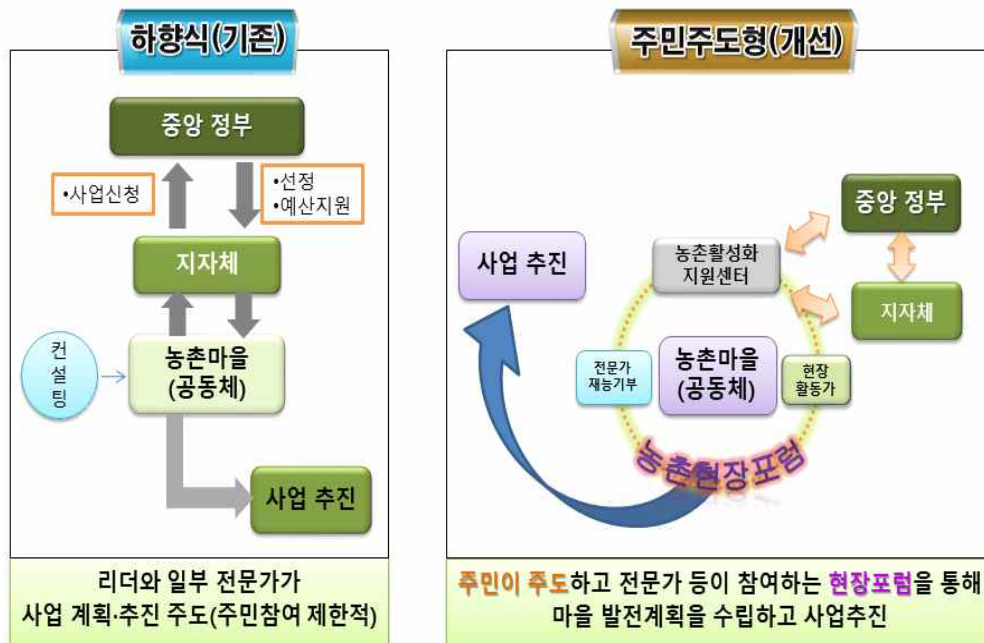 하향식(기존)
중앙 정부
•사업신청
•선정
•예산지원
지자체
컨
설
팅
농촌마을
(공동체)
사업 추진
리더와 일부 전문가가
사업 계획·추진 주도(주민참여 제한적)
주민주도형(개선)
중앙 정부
사업 추진
농촌활성화
지원센터
지자체
전문가
재능기부
농촌마을
(공동체)
현장
활동가
농촌현장포럼
주민이 주도하고 전문가 등이 참여하는 현장포럼을 통해
마을 발전계획을 수립하고 사업추진